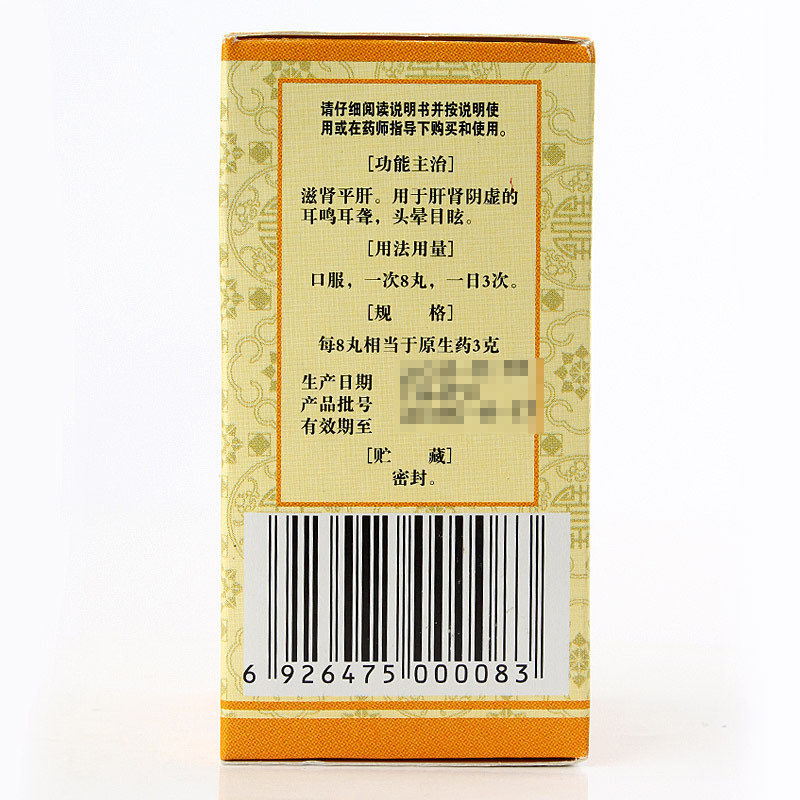 请仔细阅读说明书并按说明使
用或在药师指导下购买和使用。
[功能主治]
滋肾平肝。用于肝肾阴虚的
耳鸣耳聋，头晕目眩。
[用法用量]
口服，一次8丸，一日3次。
[规 格]
每8丸相当于原生药3克
生产日期
产品批号
有效期至
[贮 藏]
密封。
6 926475 000083